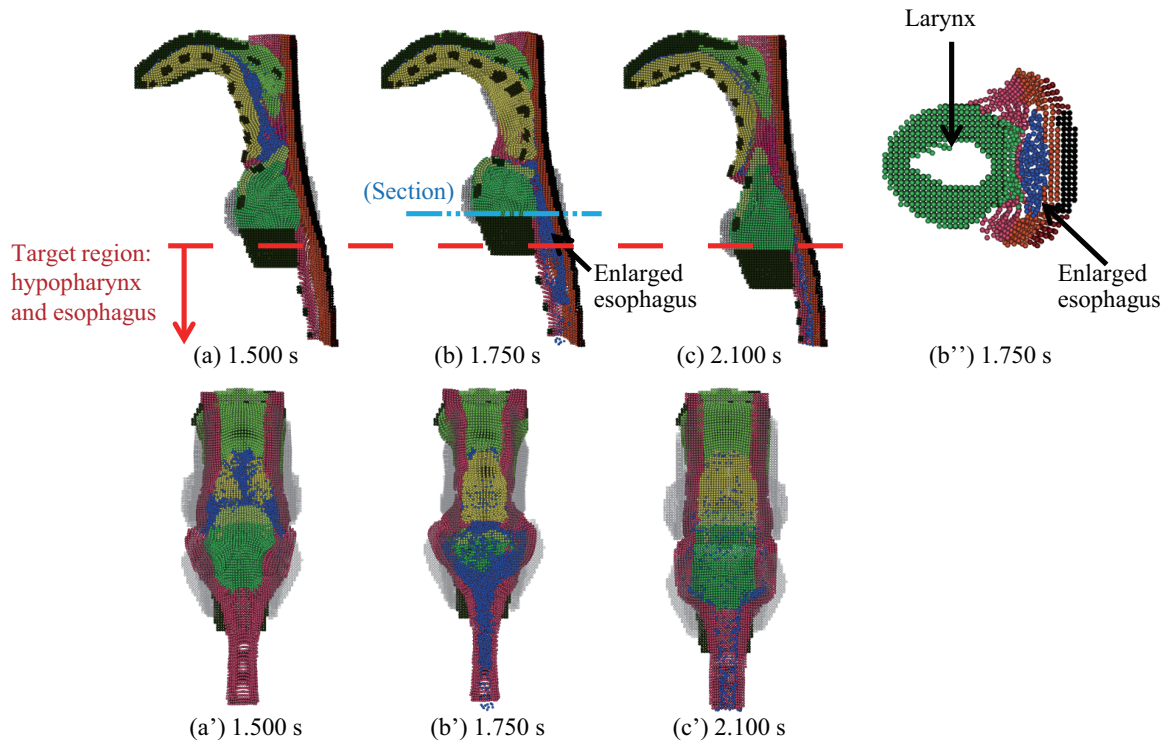 Larynx
(Section)
Target region:
hypopharynx
and esophagus
Enlarged
esophagus
Enlarged
esophagus
(a) 1.500 s
(b) 1.750 s
(c) 2.100 s
(b’’) 1.750 s
(a’) 1.500 s
(b’) 1.750 s
(c’) 2.100 s